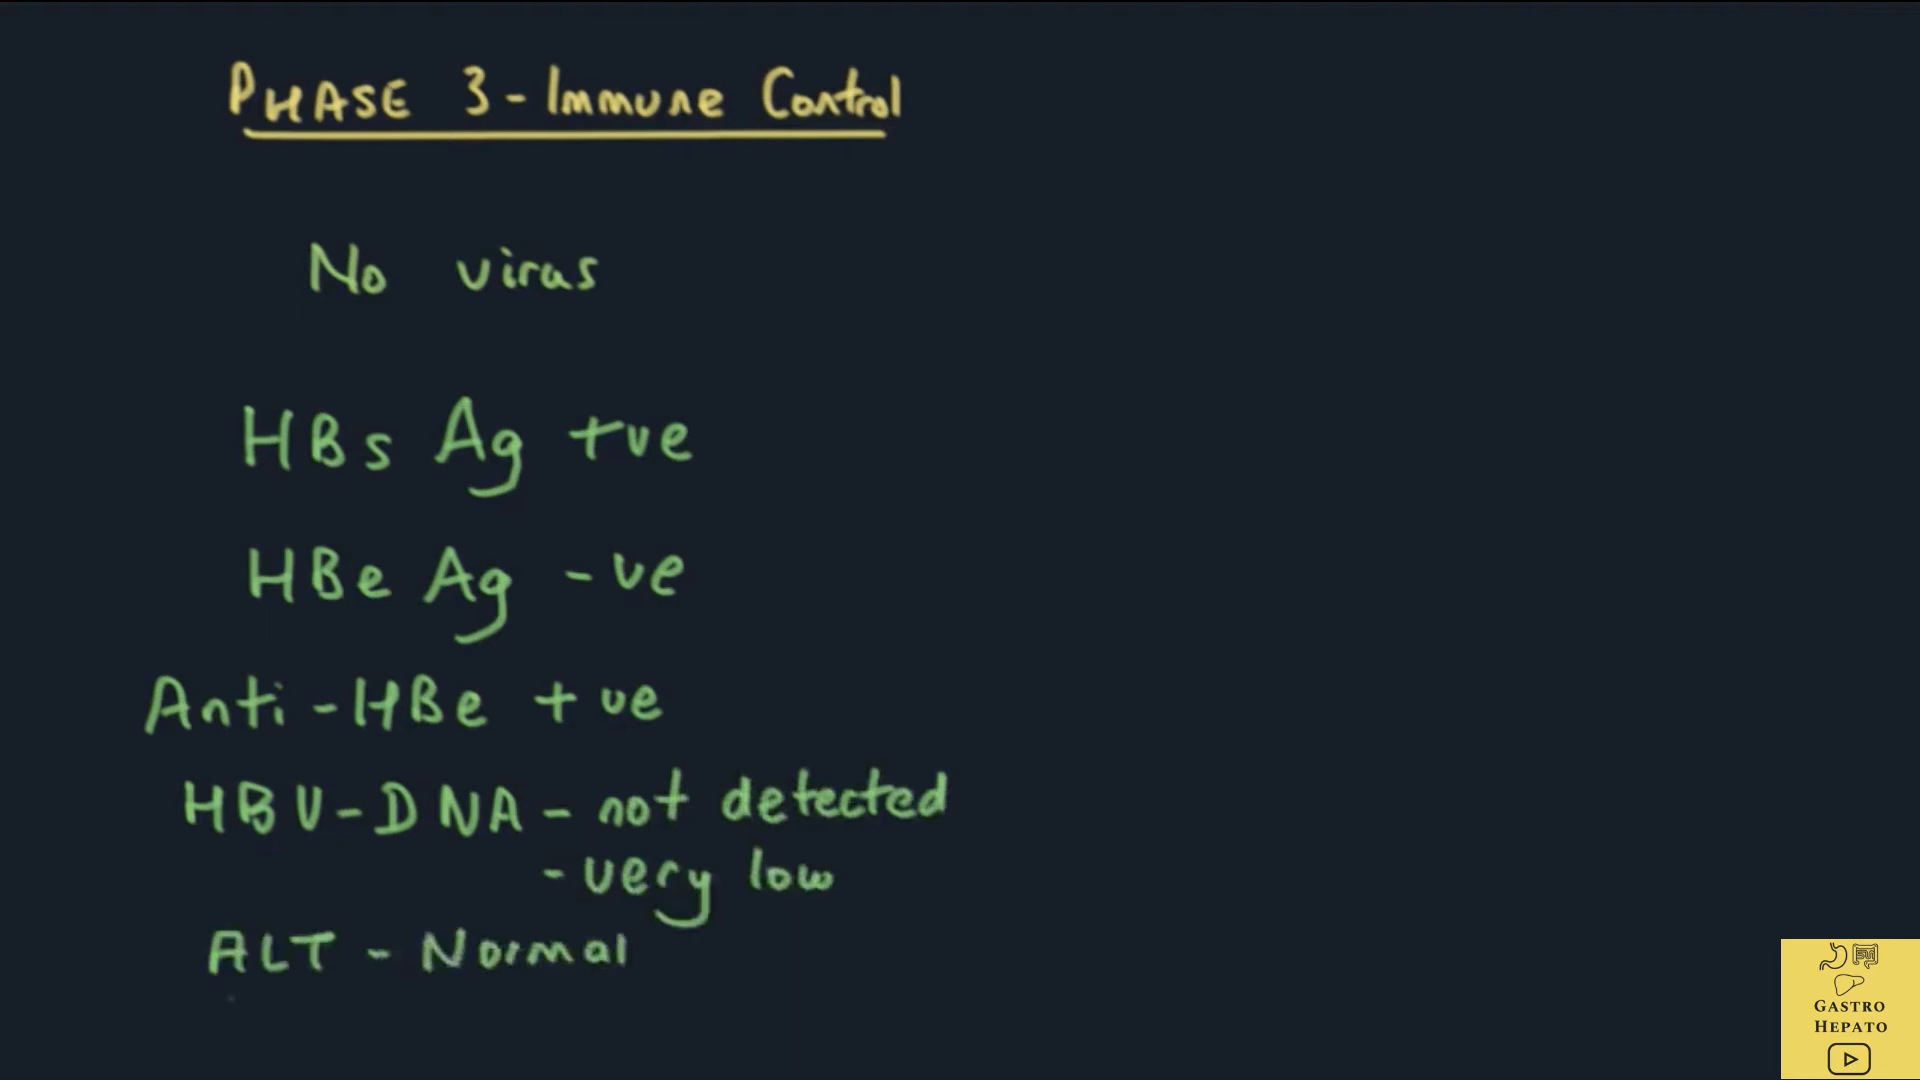 PHASE 3 - Immune Control
No virus
HBs Ag +ve
HBe Ag -ve
Anti-HBe +ve
HBV-DNA - not detected
- very low
ALT - Normal
GASTRO
HEPATO